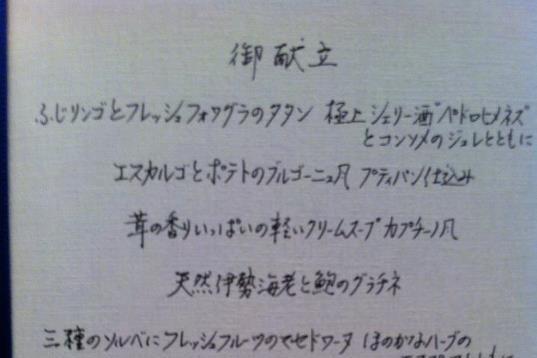 御献立
ふじリンゴとフレッシュフォワグラのタタン 極上シェリー酒"ペドロヒメネズ"
とコンソメのジュレとともに
エスカルゴとポテトのブルゴーニュ風 プティパン仕込み
茸の香りいっぱいの軽いクリームスープ カプチーノ風
天然伊勢海老と鮑のグラチネ
三種のソルベにフレッシュフルーツのマセドワーヌ ほのかなハーブの